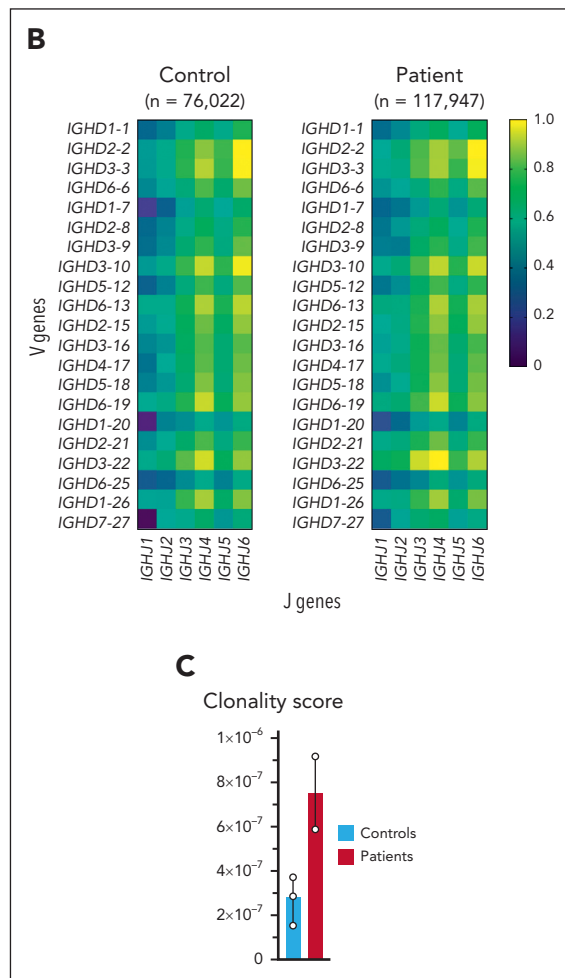 B
Control
(n = 76,022)
Patient
(n = 117,947)
V genes
IGHD1-1
IGHD2-2
IGHD3-3
IGHD6-6
IGHD1-7
IGHD2-8
IGHD3-9
IGHD3-10
IGHD5-12
IGHD6-13
IGHD2-15
IGHD3-16
IGHD4-17
IGHD5-18
IGHD6-19
IGHD1-20
IGHD2-21
IGHD3-22
IGHD6-25
IGHD1-26
IGHD7-27
IGHJ1
IGHJ2
IGHJ3
IGHJ4
IGHJ5
IGHJ6
IGHD1-1
IGHD2-2
IGHD3-3
IGHD6-6
IGHD1-7
IGHD2-8
IGHD3-9
IGHD3-10
IGHD5-12
IGHD6-13
IGHD2-15
IGHD3-16
IGHD4-17
IGHD5-18
IGHD6-19
IGHD1-20
IGHD2-21
IGHD3-22
IGHD6-25
IGHD1-26
IGHD7-27
IGHJ1
IGHJ2
IGHJ3
IGHJ4
IGHJ5
IGHJ6
1.0
0.8
0.6
0.4
0.2
0
J genes
C
Clonality score
1×10⁻⁶
8×10⁻⁷
6×10⁻⁷
4×10⁻⁷
2×10⁻⁷
0
Controls
Patients